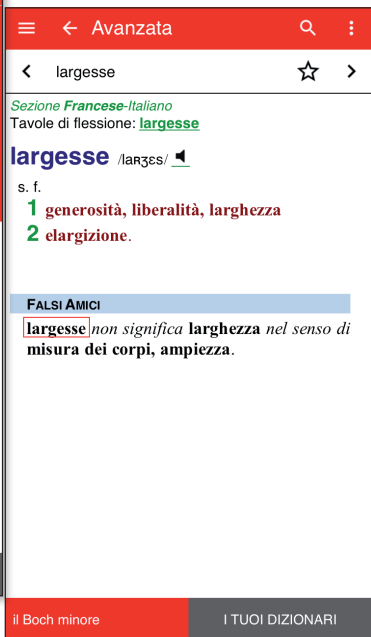 Avanzata
largesse
Sezione Francese-Italiano
Tavole di flessione: largesse
largesse /laʀʒɛs/
s. f.
1 generosità, liberalità, larghezza
2 elargizione.
FALSI AMICI
largesse non significa larghezza nel senso di
misura dei corpi, ampiezza.
il Boch minore
I TUOI DIZIONARI